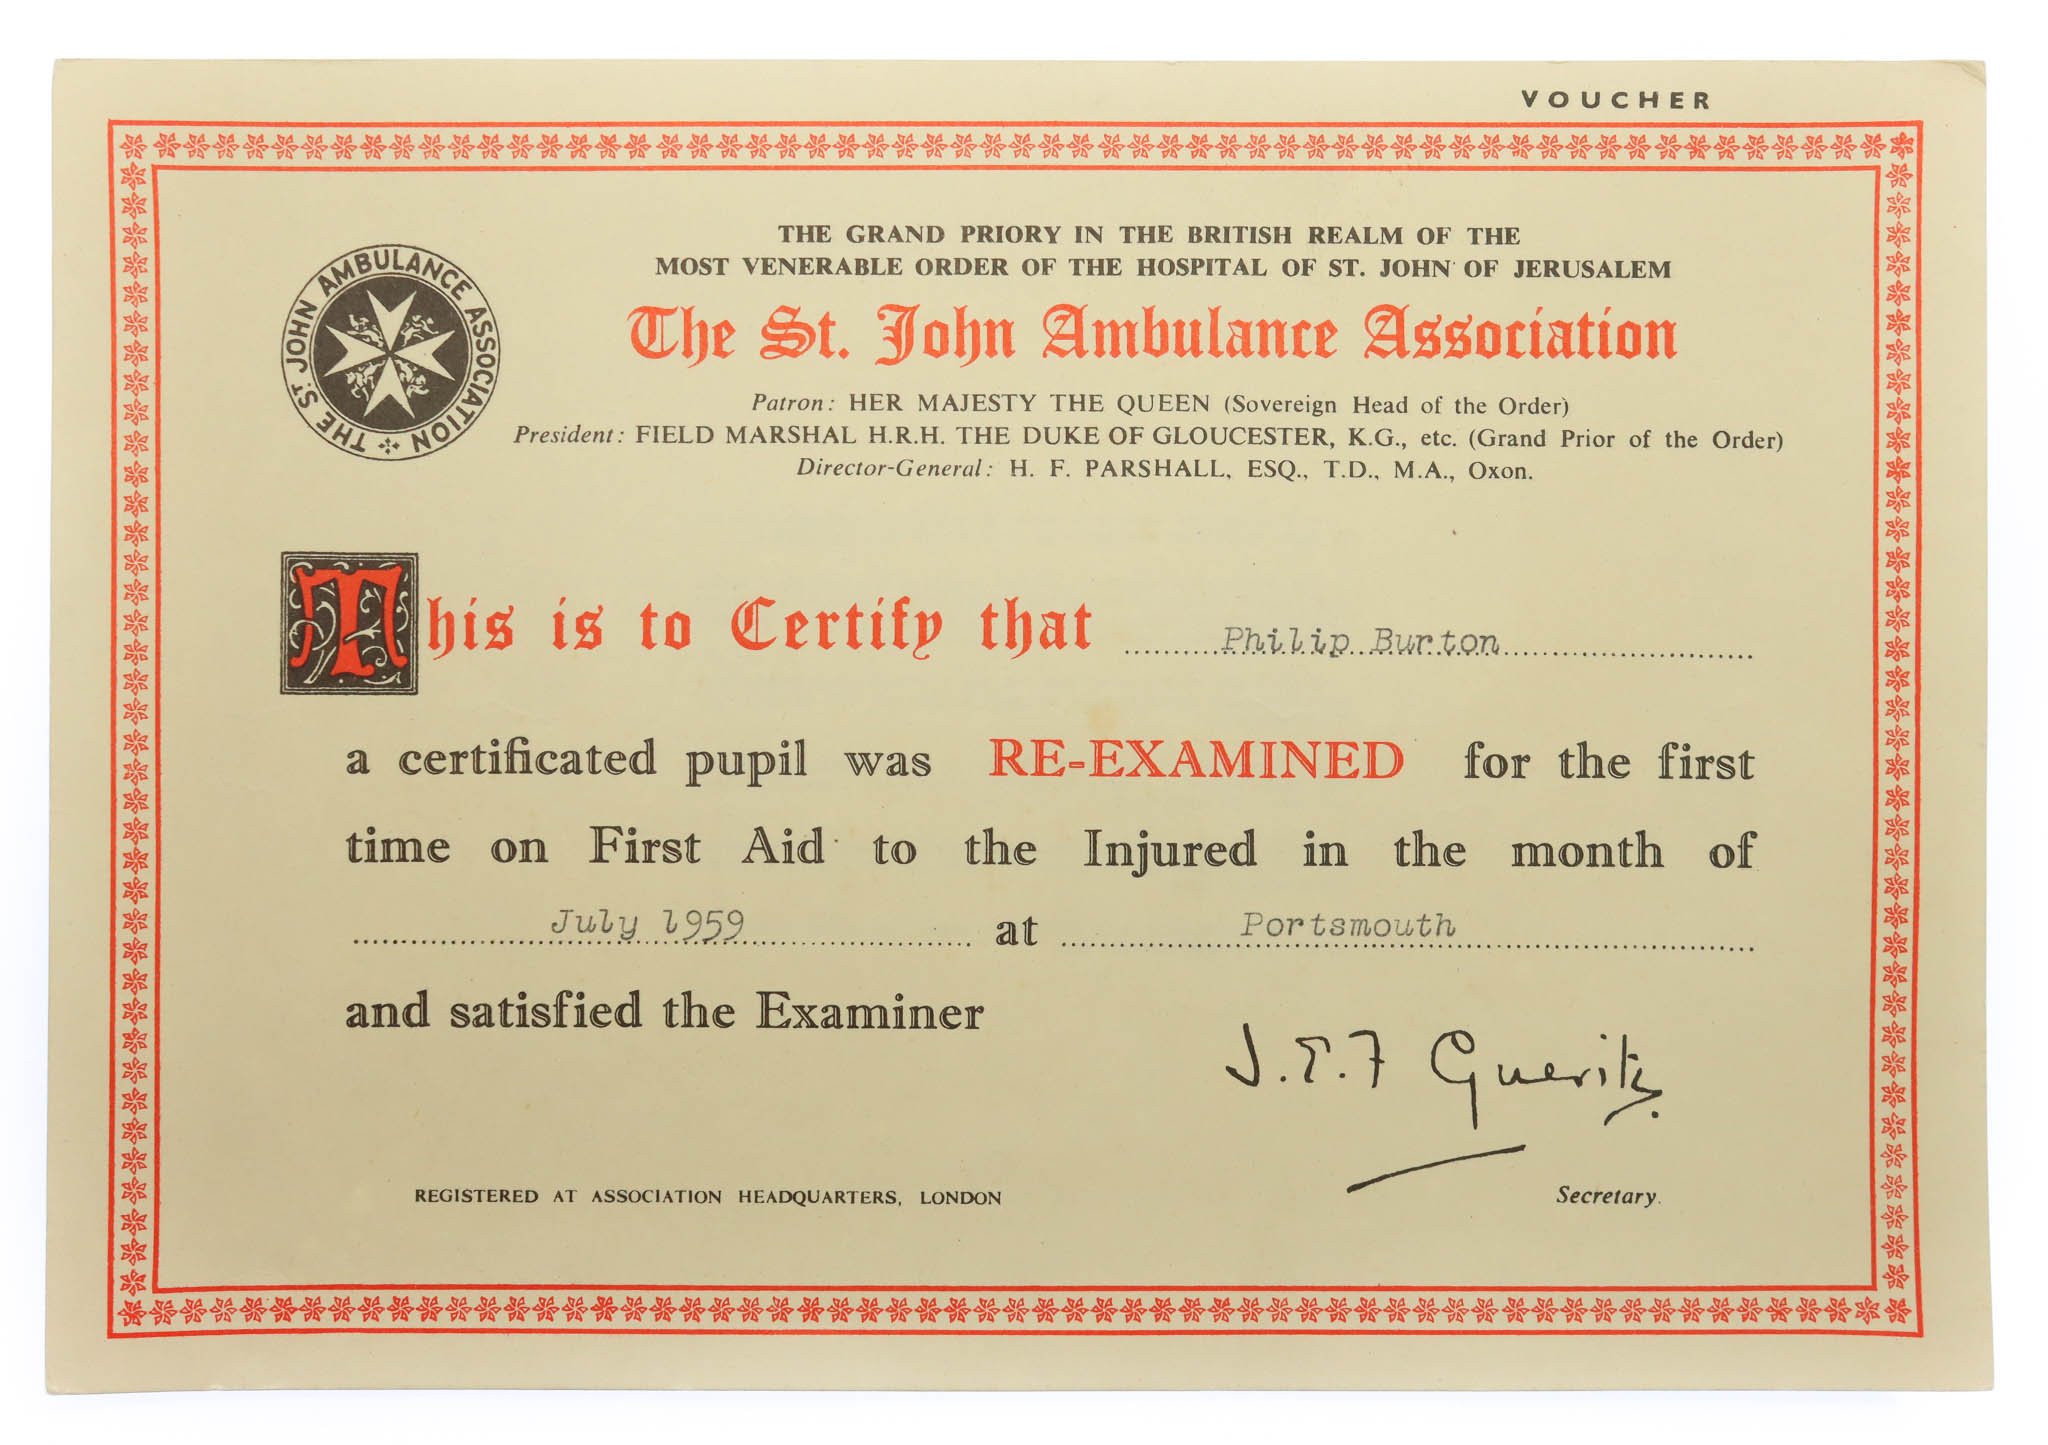 VOUCHER
THE GRAND PRIORY IN THE BRITISH REALM OF THE
MOST VENERABLE ORDER OF THE HOSPITAL OF ST. JOHN OF JERUSALEM
THE ST. JOHN AMBULANCE ASSOCIATION
The St. John Ambulance Association
Patron: HER MAJESTY THE QUEEN (Sovereign Head of the Order)
President: FIELD MARSHAL H.R.H. THE DUKE OF GLOUCESTER, K.G., etc. (Grand Prior of the Order)
Director-General: H. F. PARSHALL, ESQ., T.D., M.A., Oxon.
This is to Certify that Philip Burton
a certificated pupil was RE-EXAMINED for the first
time on First Aid to the Injured in the month of
July 1959 at Portsmouth
and satisfied the Examiner
J.E.F Gueritz.
REGISTERED AT ASSOCIATION HEADQUARTERS, LONDON Secretary.